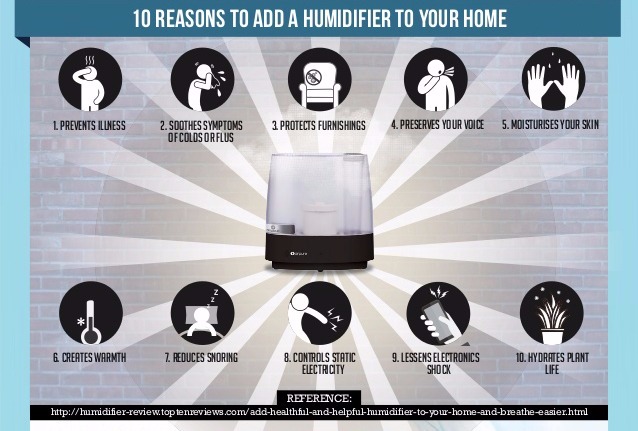 10 REASONS TO ADD A HUMIDIFIER TO YOUR HOME
1. PREVENTS ILLNESS
2. SOOTHES SYMPTOMS
OF COLDS OR FLUS
3. PROTECTS FURNISHINGS
4. PRESERVES YOUR VOICE
5. MOISTURISES YOUR SKIN
6. CREATES WARMTH
7. REDUCES SNORING
8. CONTROLS STATIC
ELECTRICITY
9. LESSENS ELECTRONICS
SHOCK
10. HYDRATES PLANT
LIFE
z
z
z
REFERENCE:
http://humidifier-review.toptenreviews.com/add-healthful-and-helpful-humidifier-to-your-home-and-breathe-easier.html